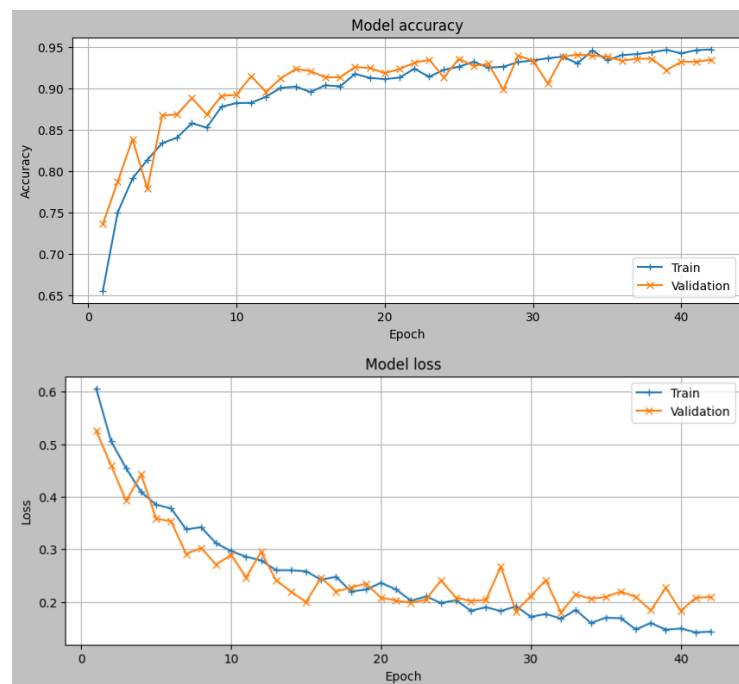 Model accuracy
0.95
0.90
0.85
0.80
0.75
0.70
0.65
Accuracy
Train
Validation
0 10 20 30 40
Epoch
Model loss
0.6
0.5
0.4
0.3
0.2
Loss
Train
Validation
0 10 20 30 40
Epoch